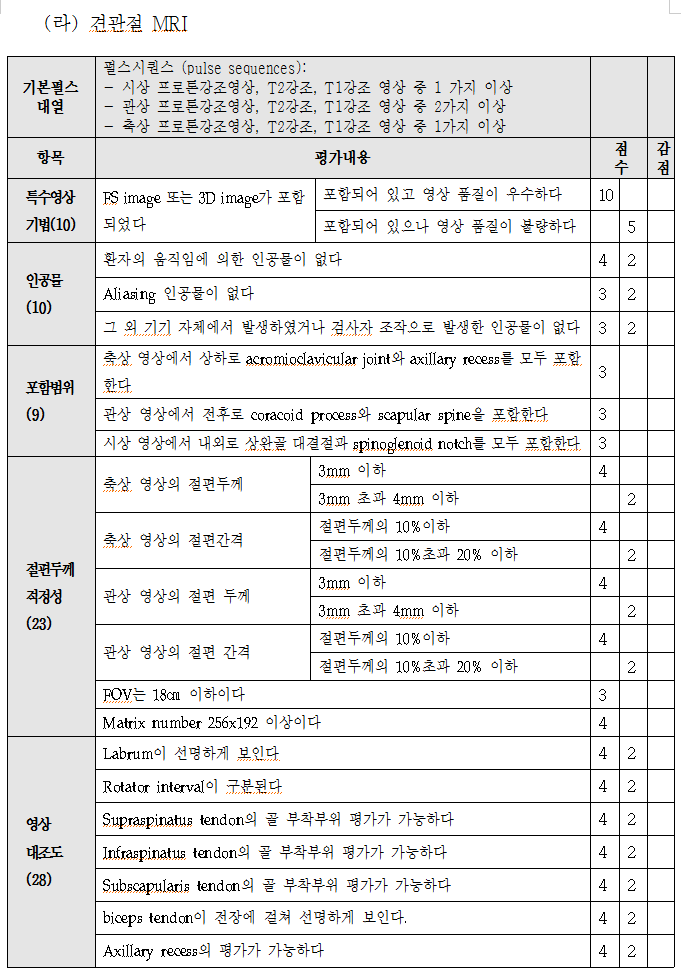 (라) 견관절 MRI
기본펄스
대열
펄스시퀀스 (pulse sequences):
- 시상 프로톤강조영상, T2강조, T1강조 영상 중 1 가지 이상
- 관상 프로톤강조영상, T2강조, T1강조 영상 중 2가지 이상
- 축상 프로톤강조영상, T2강조, T1강조 영상 중 1가지 이상
항목 평가내용 점수 감점
특수영상
기법(10)
FS image 또는 3D image가 포함
되었다
포함되어 있고 영상 품질이 우수하다 10
포함되어 있으나 영상 품질이 불량하다 5
인공물
(10)
환자의 움직임에 의한 인공물이 없다 4 2
Aliasing 인공물이 없다 3 2
그 외 기기 자체에서 발생하였거나 검사자 조작으로 발생한 인공물이 없다 3 2
포함범위
(9)
축상 영상에서 상하로 acromioclavicular joint와 axillary recess를 모두 포함
한다 3
관상 영상에서 전후로 coracoid process와 scapular spine을 포함한다 3
시상 영상에서 내외로 상완골 대결절과 spinoglenoid notch를 모두 포함한다 3
절편두께
적정성
(23)
축상 영상의 절편두께
3mm 이하 4
3mm 초과 4mm 이하 2
축상 영상의 절편간격
절편두께의 10%이하 4
절편두께의 10%초과 20% 이하 2
관상 영상의 절편 두께
3mm 이하 4
3mm 초과 4mm 이하 2
관상 영상의 절편 간격
절편두께의 10%이하 4
절편두께의 10%초과 20% 이하 2
FOV는 18㎝ 이하이다 3
Matrix number 256x192 이상이다 4
영상
대조도
(28)
Labrum이 선명하게 보인다 4 2
Rotator interval이 구분된다 4 2
Supraspinatus tendon의 골 부착부위 평가가 가능하다 4 2
Infraspinatus tendon의 골 부착부위 평가가 가능하다 4 2
Subscapularis tendon의 골 부착부위 평가가 가능하다 4 2
biceps tendon이 전장에 걸쳐 선명하게 보인다. 4 2
Axillary recess의 평가가 가능하다 4 2